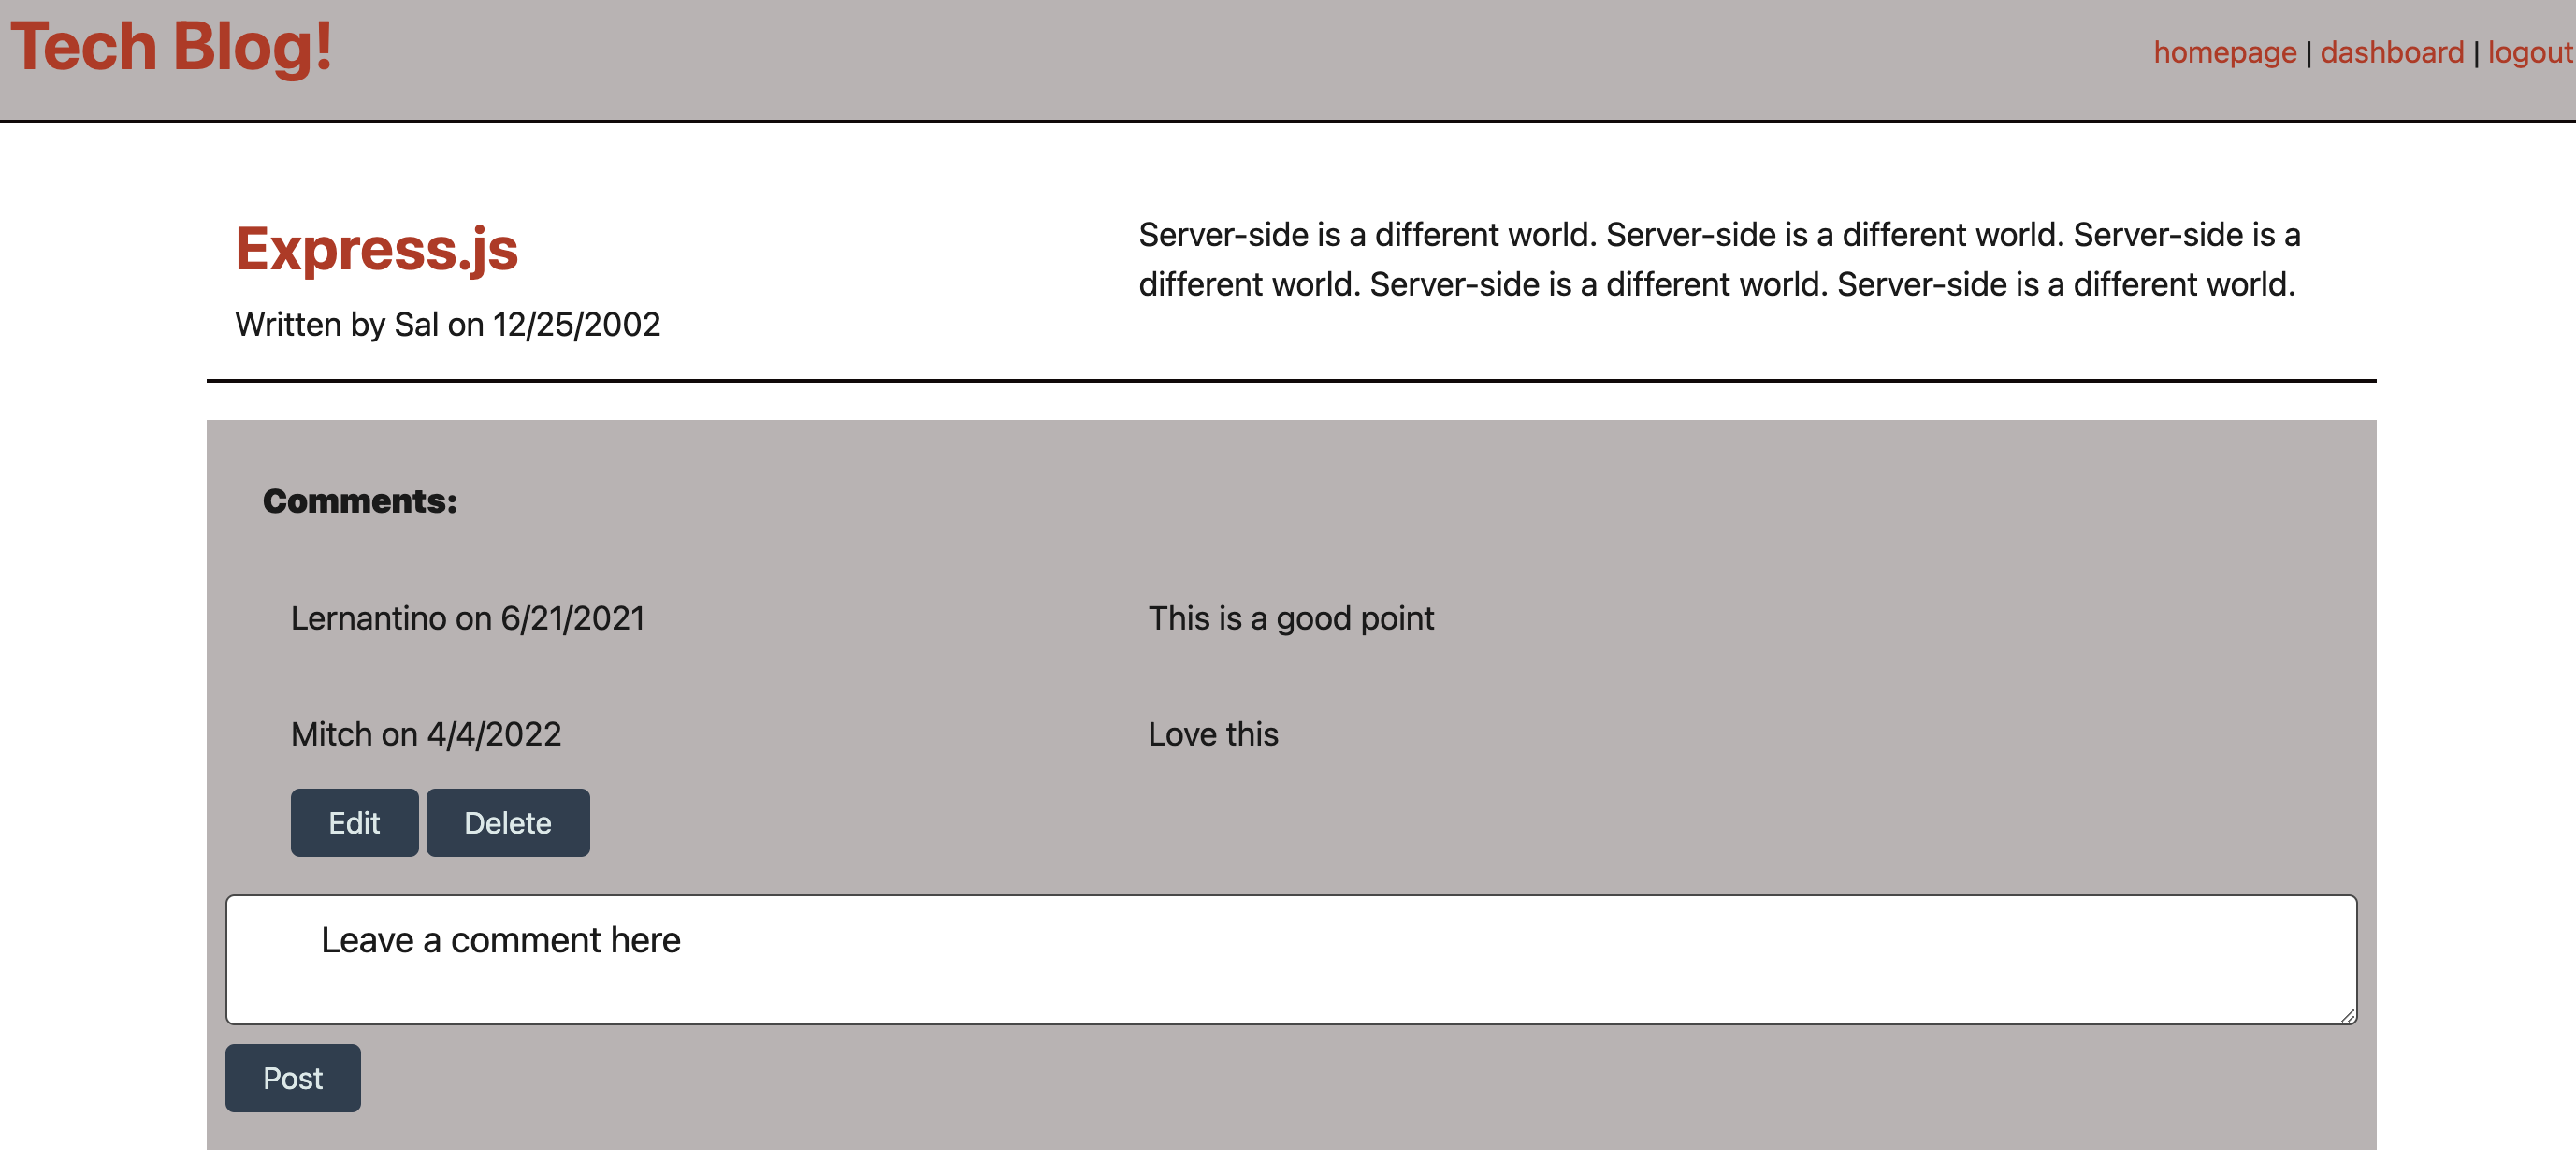 Tech Blog!
homepage | dashboard | logout
Express.js
Written by Sal on 12/25/2002
Server-side is a different world. Server-side is a different world. Server-side is a
different world. Server-side is a different world. Server-side is a different world.
Comments:
Lernantino on 6/21/2021
This is a good point
Mitch on 4/4/2022
Love this
Edit
Delete
Leave a comment here
Post